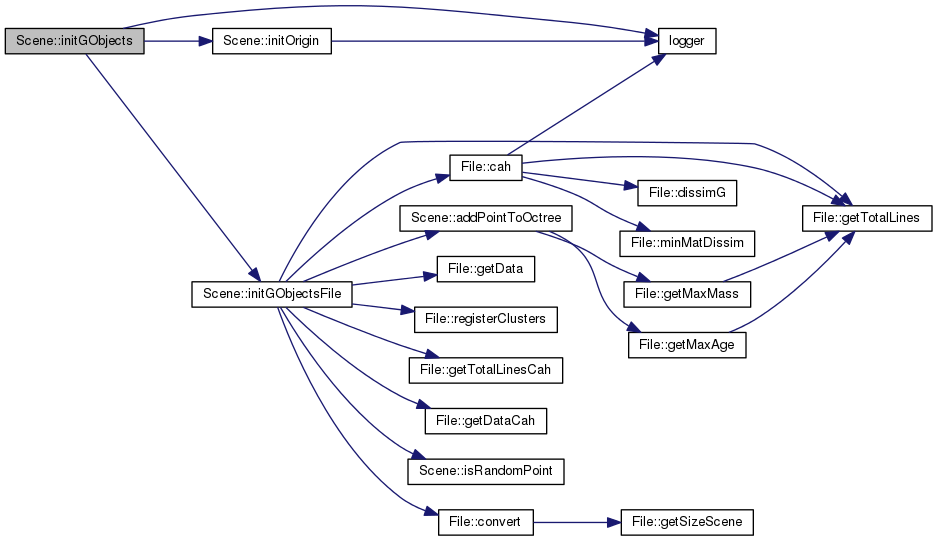 Scene::initGObjects
Scene::initOrigin
logger
File::cah
File::dissimG
Scene::addPointToOctree
File::getTotalLines
File::minMatDissim
File::getData
Scene::initGObjectsFile
File::getMaxMass
File::registerClusters
File::getMaxAge
File::getTotalLinesCah
File::getDataCah
Scene::isRandomPoint
File::convert
File::getSizeScene